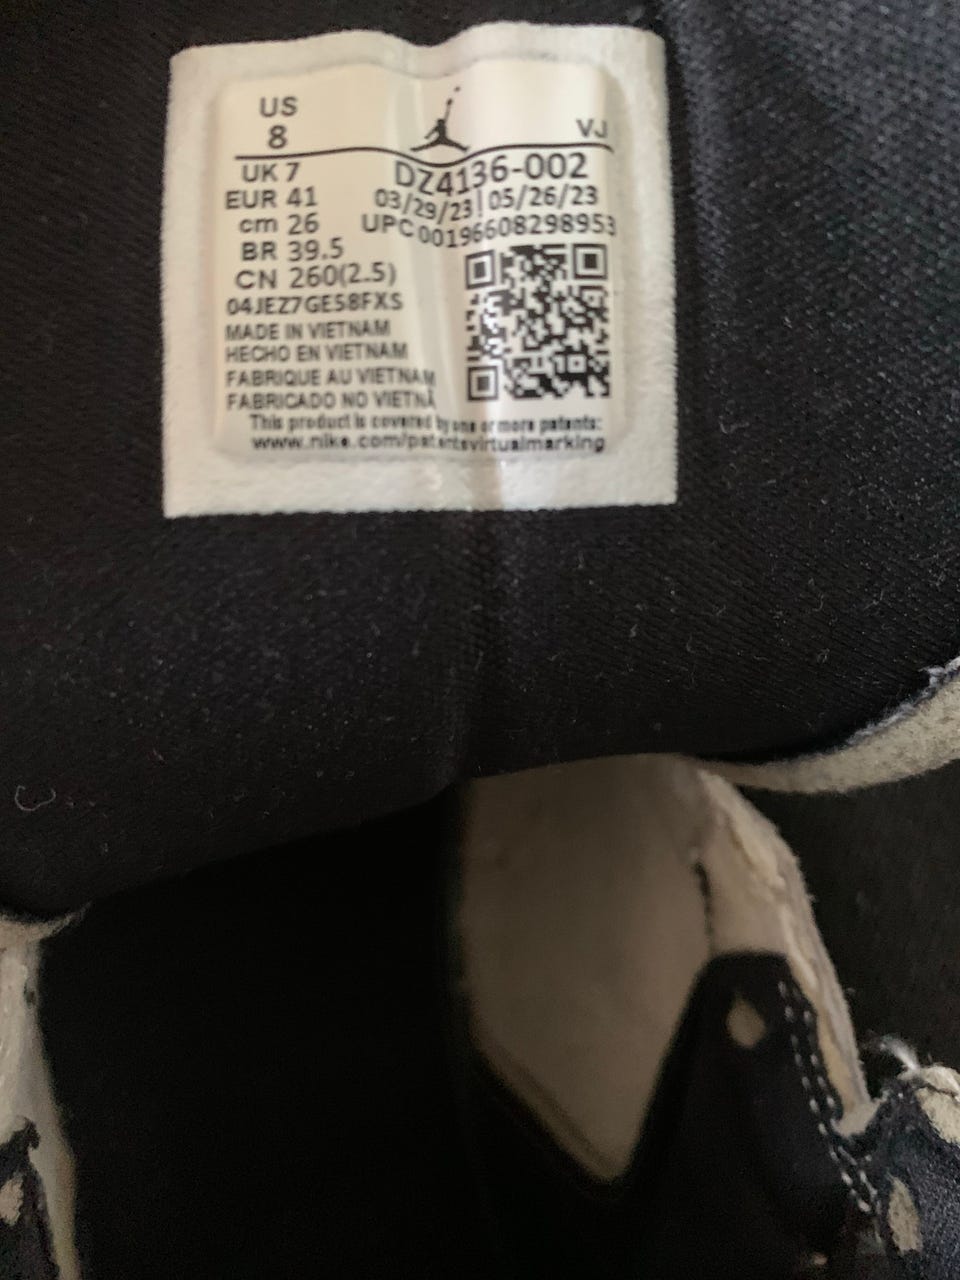 US
8
VJ
UK 7
DZ4136-002
EUR 41
03/29/23 | 05/26/23
cm 26
UPC 00196608298953
BR 39.5
CN 260(2.5)
04JEZ7GE58FXS
MADE IN VIETNAM
HECHO EN VIETNAM
FABRIQUE AU VIETNAM
FABRICADO NO VIETNÃ
This product is covered by one or more patents:
www.nike.com/patentsvirtualmarking